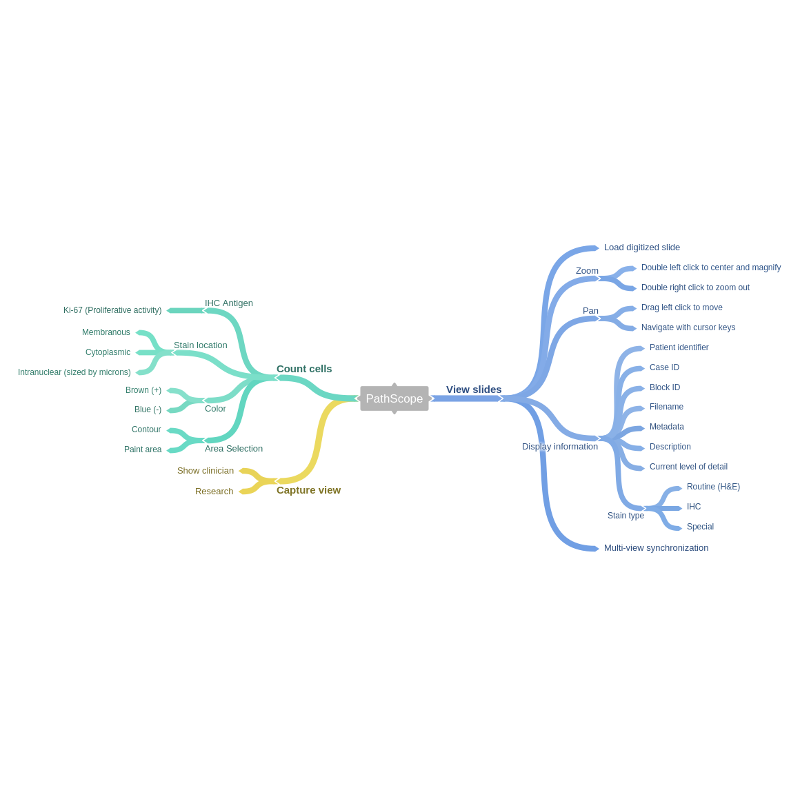 PathScope
View slides
Load digitized slide
Zoom
Double left click to center and magnify
Double right click to zoom out
Pan
Drag left click to move
Navigate with cursor keys
Display information
Patient identifier
Case ID
Block ID
Filename
Metadata
Description
Current level of detail
Stain type
Routine (H&E)
IHC
Special
Multi-view synchronization
Count cells
IHC Antigen
Ki-67 (Proliferative activity)
Stain location
Membranous
Cytoplasmic
Intranuclear (sized by microns)
Color
Brown (+)
Blue (-)
Area Selection
Contour
Paint area
Capture view
Show clinician
Research